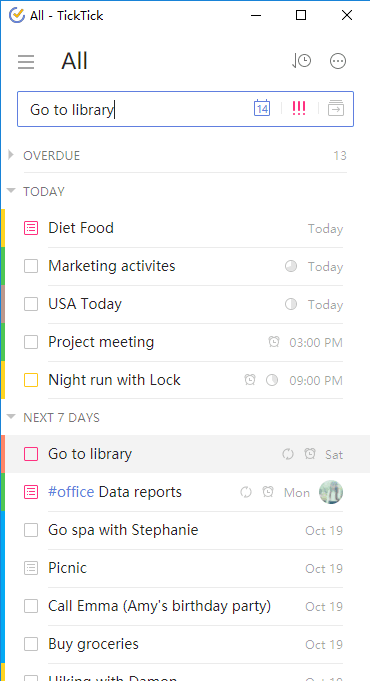 All - TickTick
All
Go to library 14 !!!
OVERDUE 13
TODAY
Diet Food Today
Marketing activites Today
USA Today Today
Project meeting 03:00 PM
Night run with Lock 09:00 PM
NEXT 7 DAYS
Go to library Sat
#office Data reports Mon
Go spa with Stephanie Oct 19
Picnic Oct 19
Call Emma (Amy's birthday party) Oct 19
Buy groceries Oct 19
Hiking with Damon